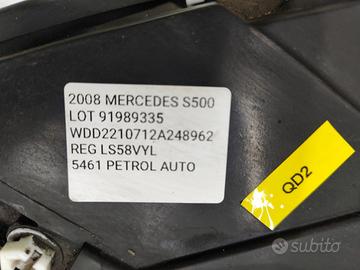 2008 MERCEDES S500
LOT 91989335
WDD2210712A248962
REG LS58VYL
5461 PETROL AUTO
QD2
subito